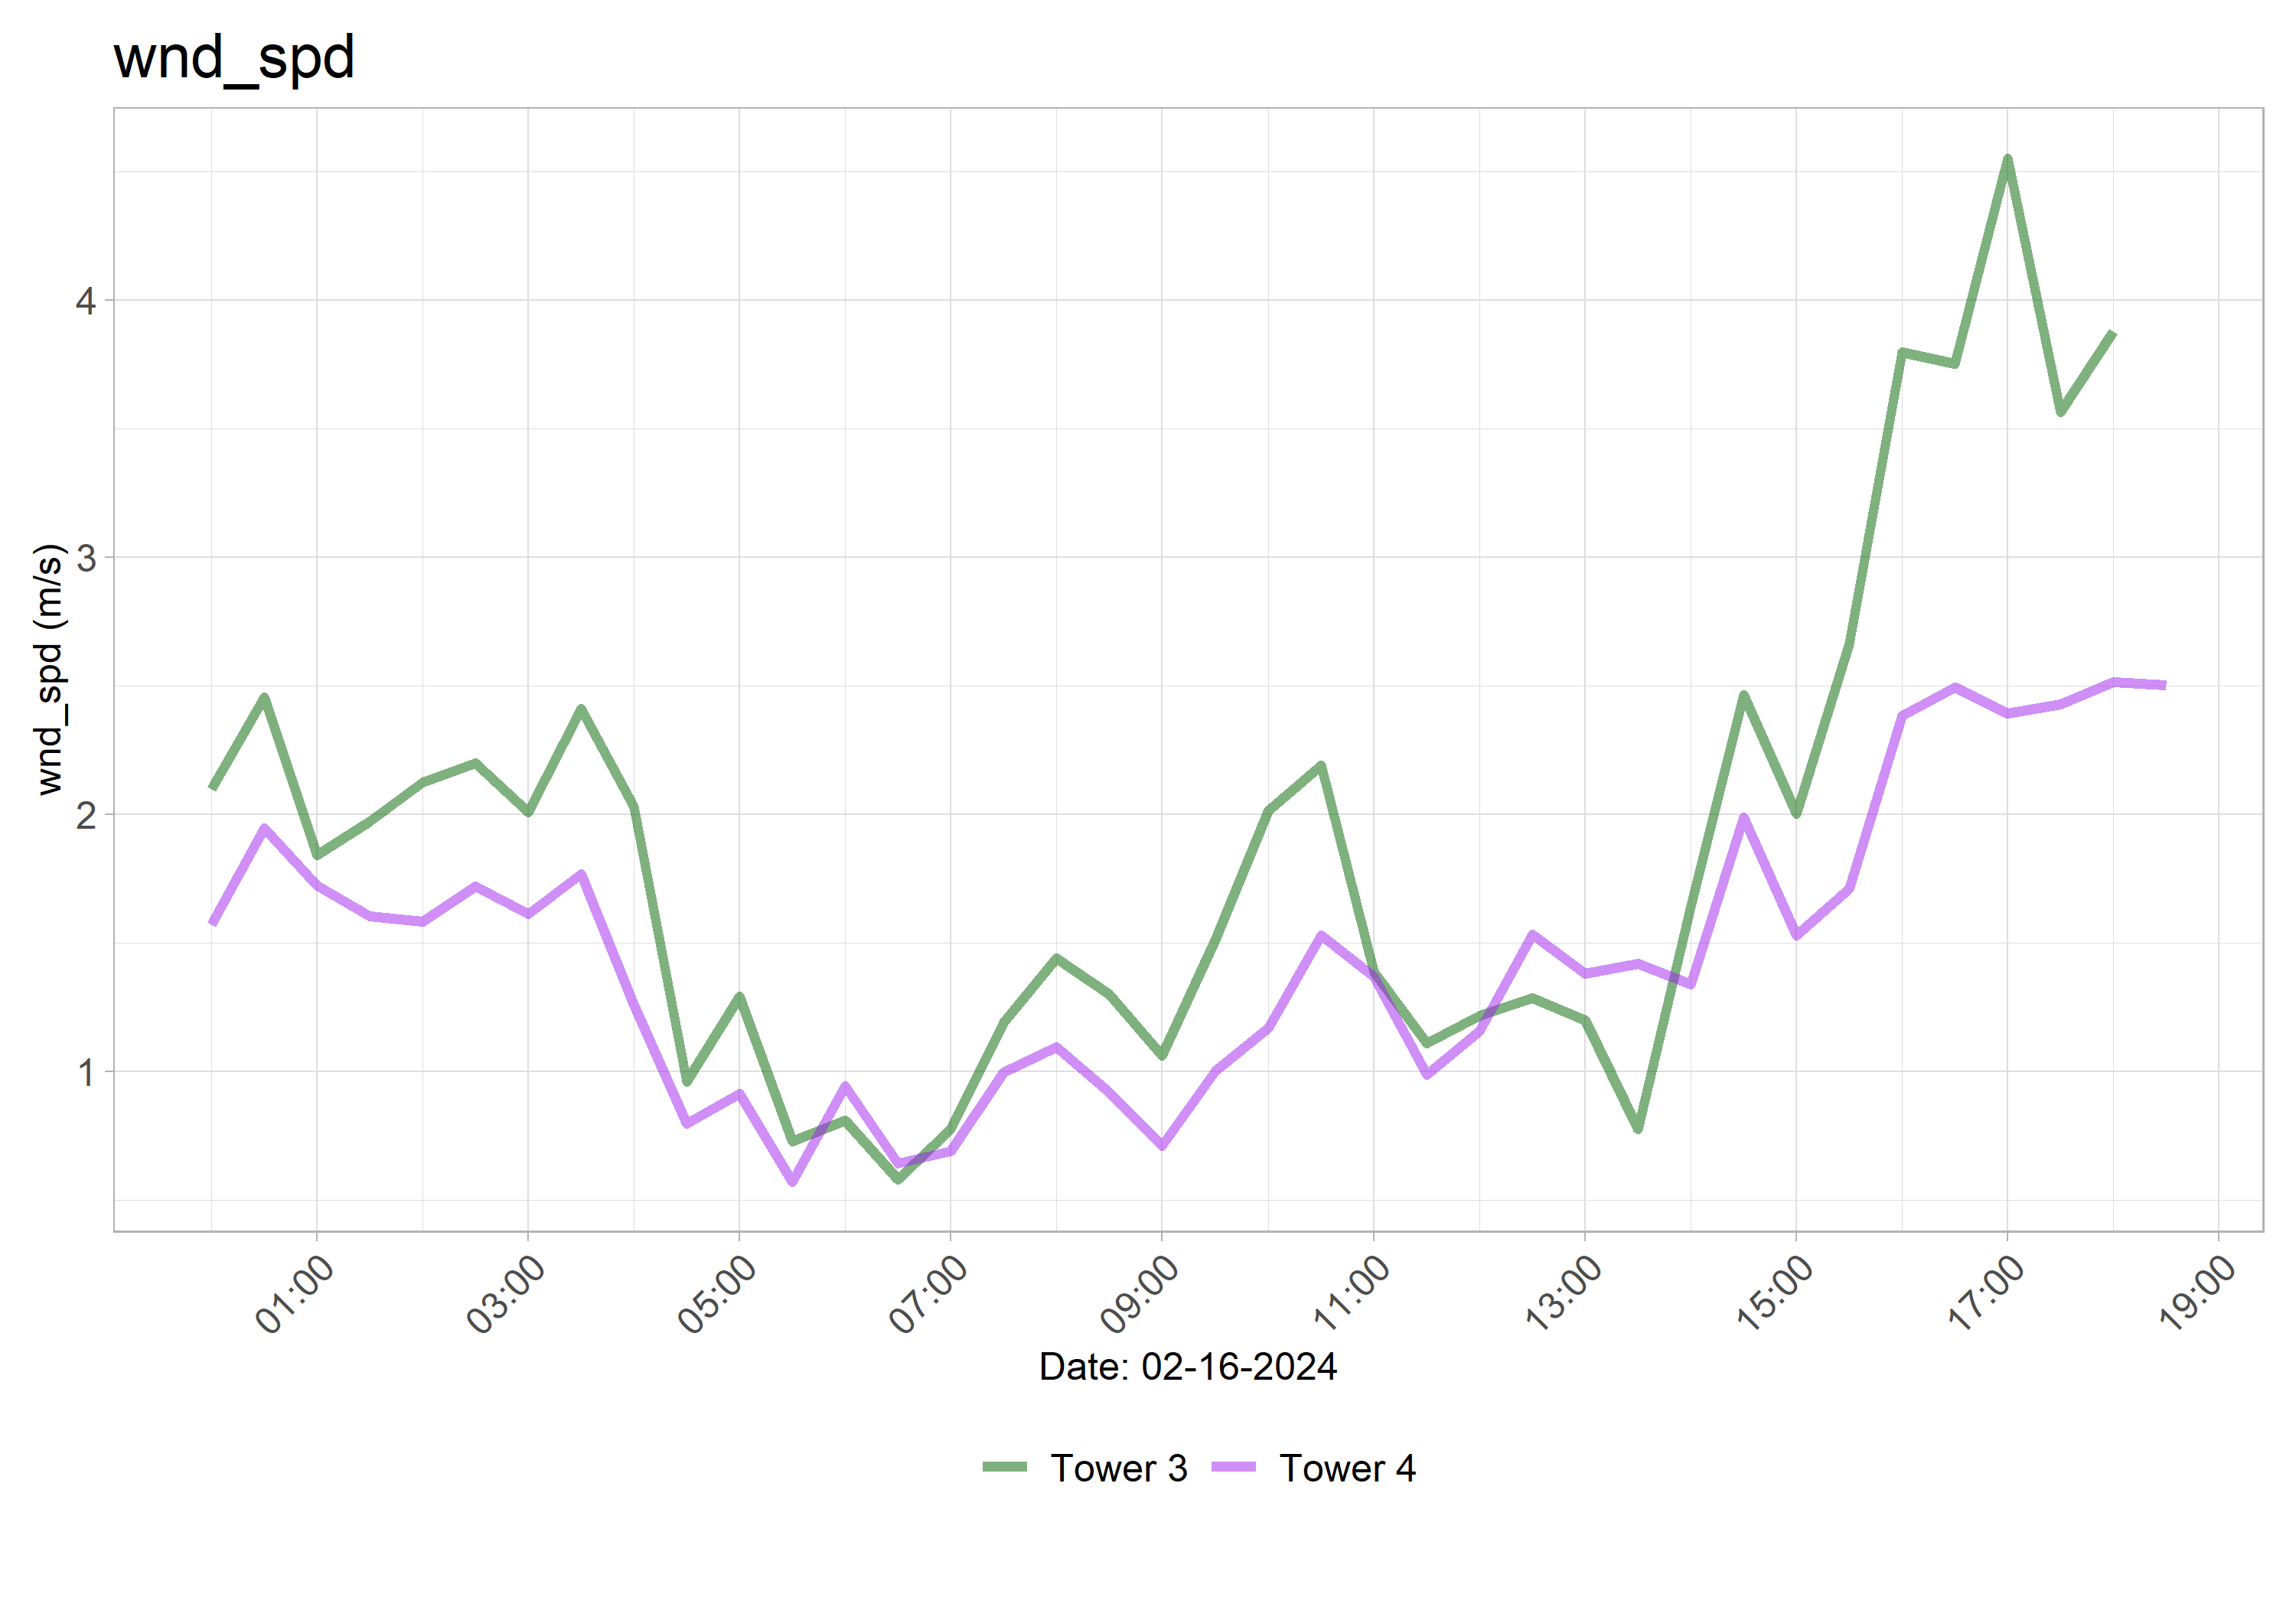 wnd_spd
wnd_spd (m/s)
4
3
2
1
01:00 03:00 05:00 07:00 09:00 11:00 13:00 15:00 17:00 19:00
Date: 02-16-2024
Tower 3 Tower 4